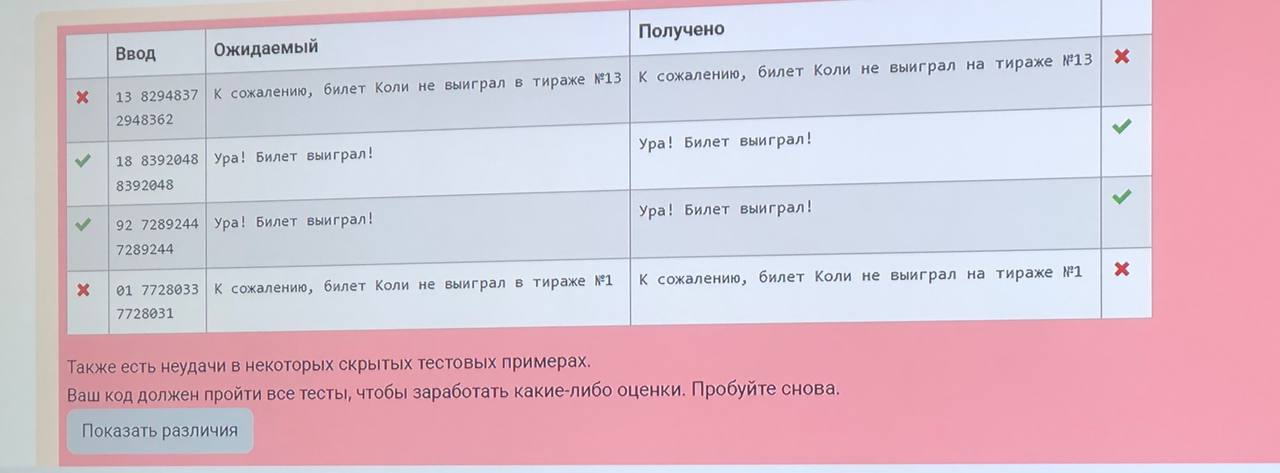 Ввод Ожидаемый Получено
13 8294837 К сожалению, билет Коли не выиграл в тираже №13 К сожалению, билет Коли не выиграл на тираже №13
2948362
18 8392048 Ура! Билет выиграл! Ура! Билет выиграл!
8392048
92 7289244 Ура! Билет выиграл! Ура! Билет выиграл!
7289244
01 7728033 К сожалению, билет Коли не выиграл в тираже №1 К сожалению, билет Коли не выиграл на тираже №1
7728031
Также есть неудачи в некоторых скрытых тестовых примерах.
Ваш код должен пройти все тесты, чтобы заработать какие-либо оценки. Пробуйте снова.
Показать различия